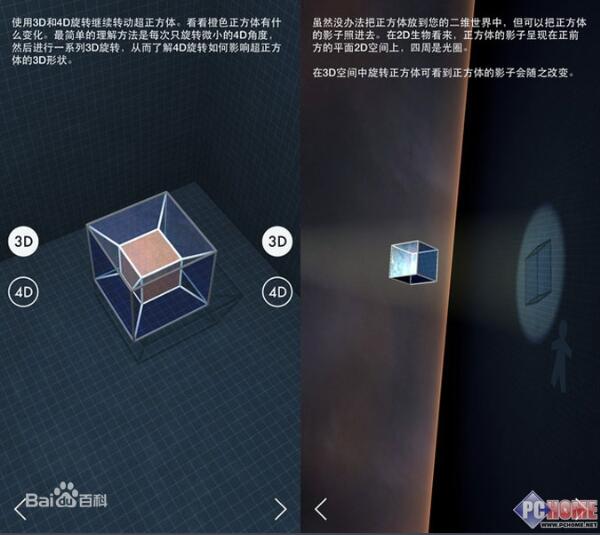 使用3D和4D旋转继续转动超正方体。看看橙色正方体有什
么变化。最简单的理解方法是每次只旋转微小的4D角度，
然后进行一系列3D旋转，从而了解4D旋转如何影响超正方
体的3D形状。
3D
4D
3D
4D
Bai du 百科
虽然没办法把正方体放到您的二维世界中，但可以把正方体
的影子照进去。在2D生物看来，正方体的影子呈现在正前
方的平面2D空间上，四周是光圈。
在3D空间中旋转正方体可看到正方体的影子会随之改变。
PCHOME
WWW.PCHOME.NET